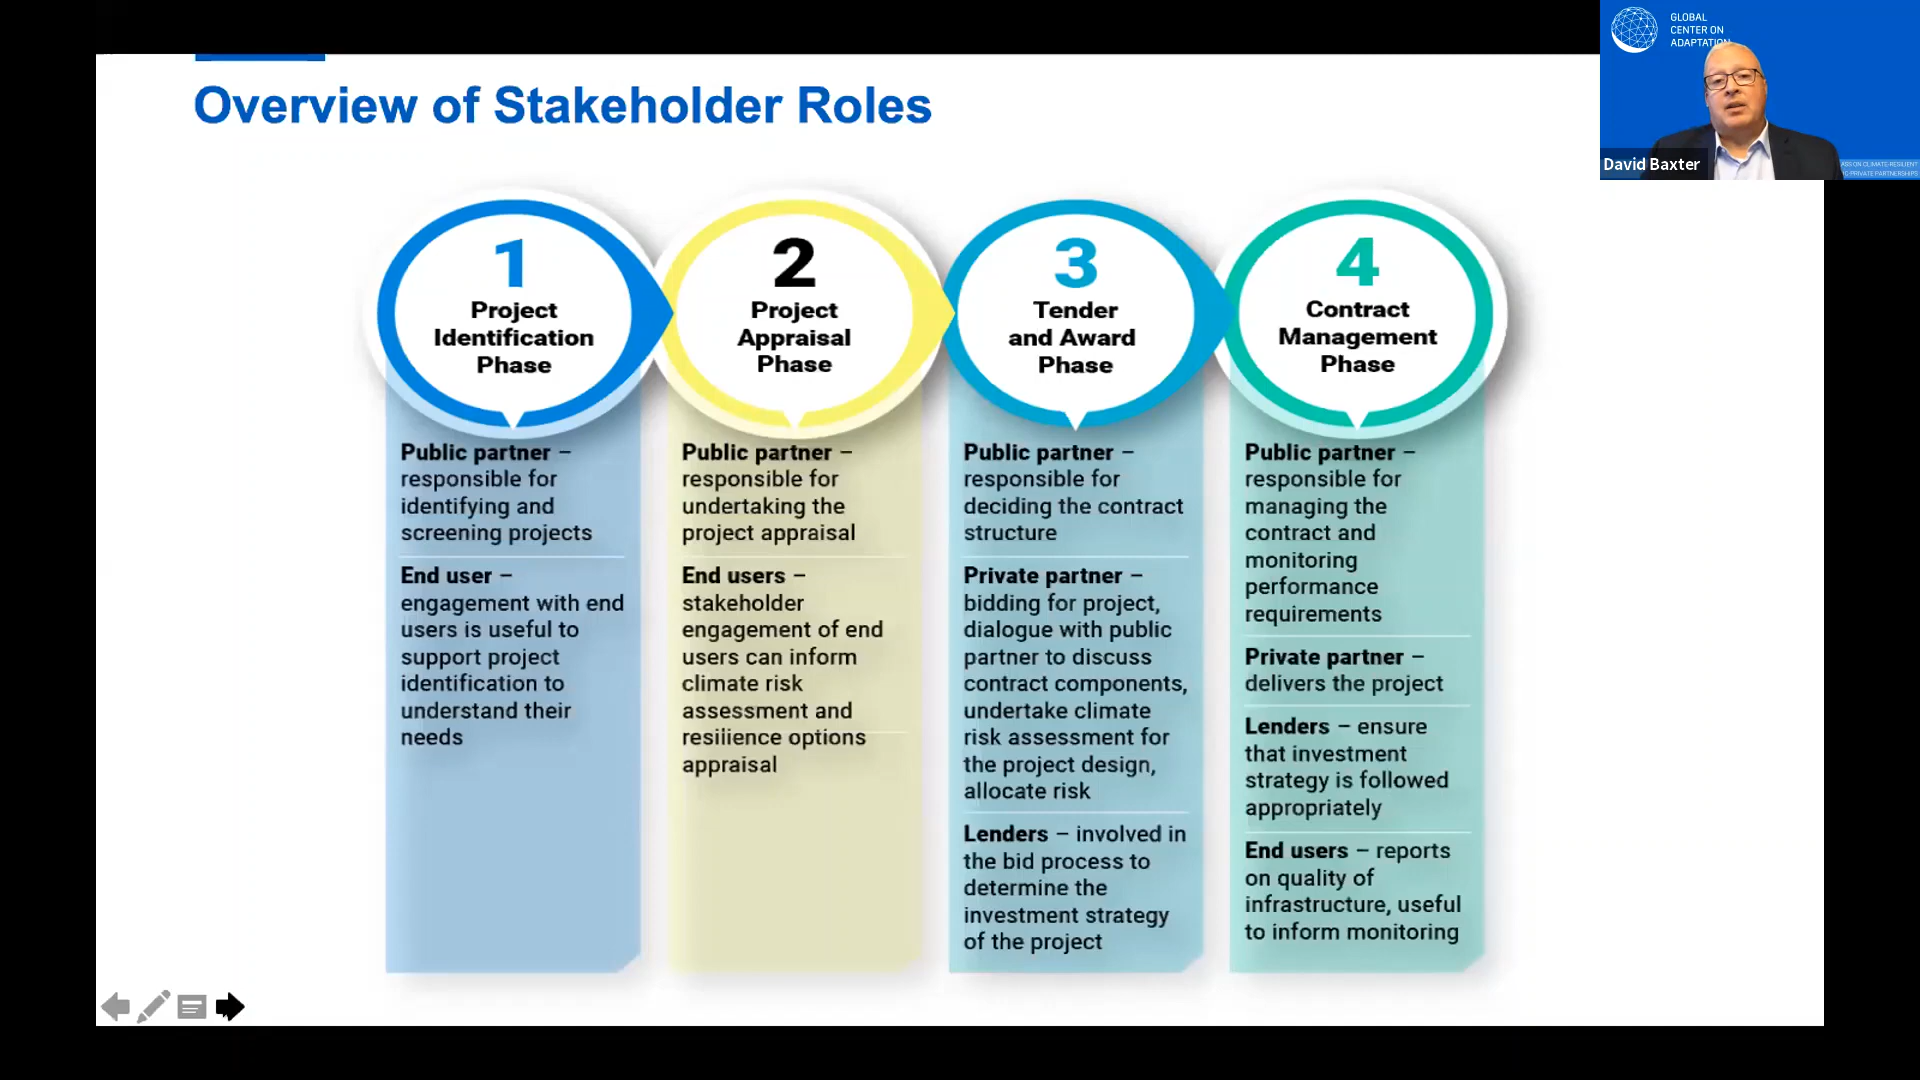 GLOBAL
CENTER ON
ADAPTATION
David Baxter
Overview of Stakeholder Roles
1
Project
Identification
Phase
Public partner –
responsible for
identifying and
screening projects
End user –
engagement with end
users is useful to
support project
identification to
understand their
needs
2
Project
Appraisal
Phase
Public partner –
responsible for
undertaking the
project appraisal
End users –
stakeholder
engagement of end
users can inform
climate risk
assessment and
resilience options
appraisal
3
Tender
and Award
Phase
Public partner –
responsible for
deciding the contract
structure
Private partner –
bidding for project,
dialogue with public
partner to discuss
contract components,
undertake climate
risk assessment for
the project design,
allocate risk
Lenders – involved in
the bid process to
determine the
investment strategy
of the project
4
Contract
Management
Phase
Public partner –
responsible for
managing the
contract and
monitoring
performance
requirements
Private partner –
delivers the project
Lenders – ensure
that investment
strategy is followed
appropriately
End users – reports
on quality of
infrastructure, useful
to inform monitoring
ON CLIMATE-RESILIENT
PRIVATE PARTNERSHIPS